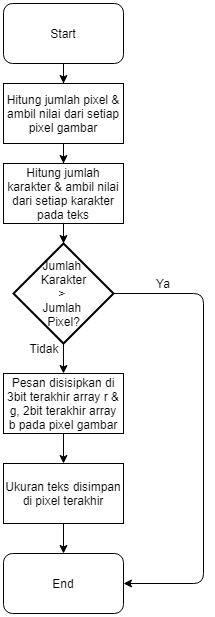 Start
Hitung jumlah pixel &
ambil nilai dari setiap
pixel gambar
Hitung jumlah
karakter & ambil nilai
dari setiap karakter
pada teks
Jumlah
Karakter
>
Jumlah
Pixel?
Ya
Tidak
Pesan disisipkan di
3bit terakhir array r &
g, 2bit terakhir array
b pada pixel gambar
Ukuran teks disimpan
di pixel terakhir
End